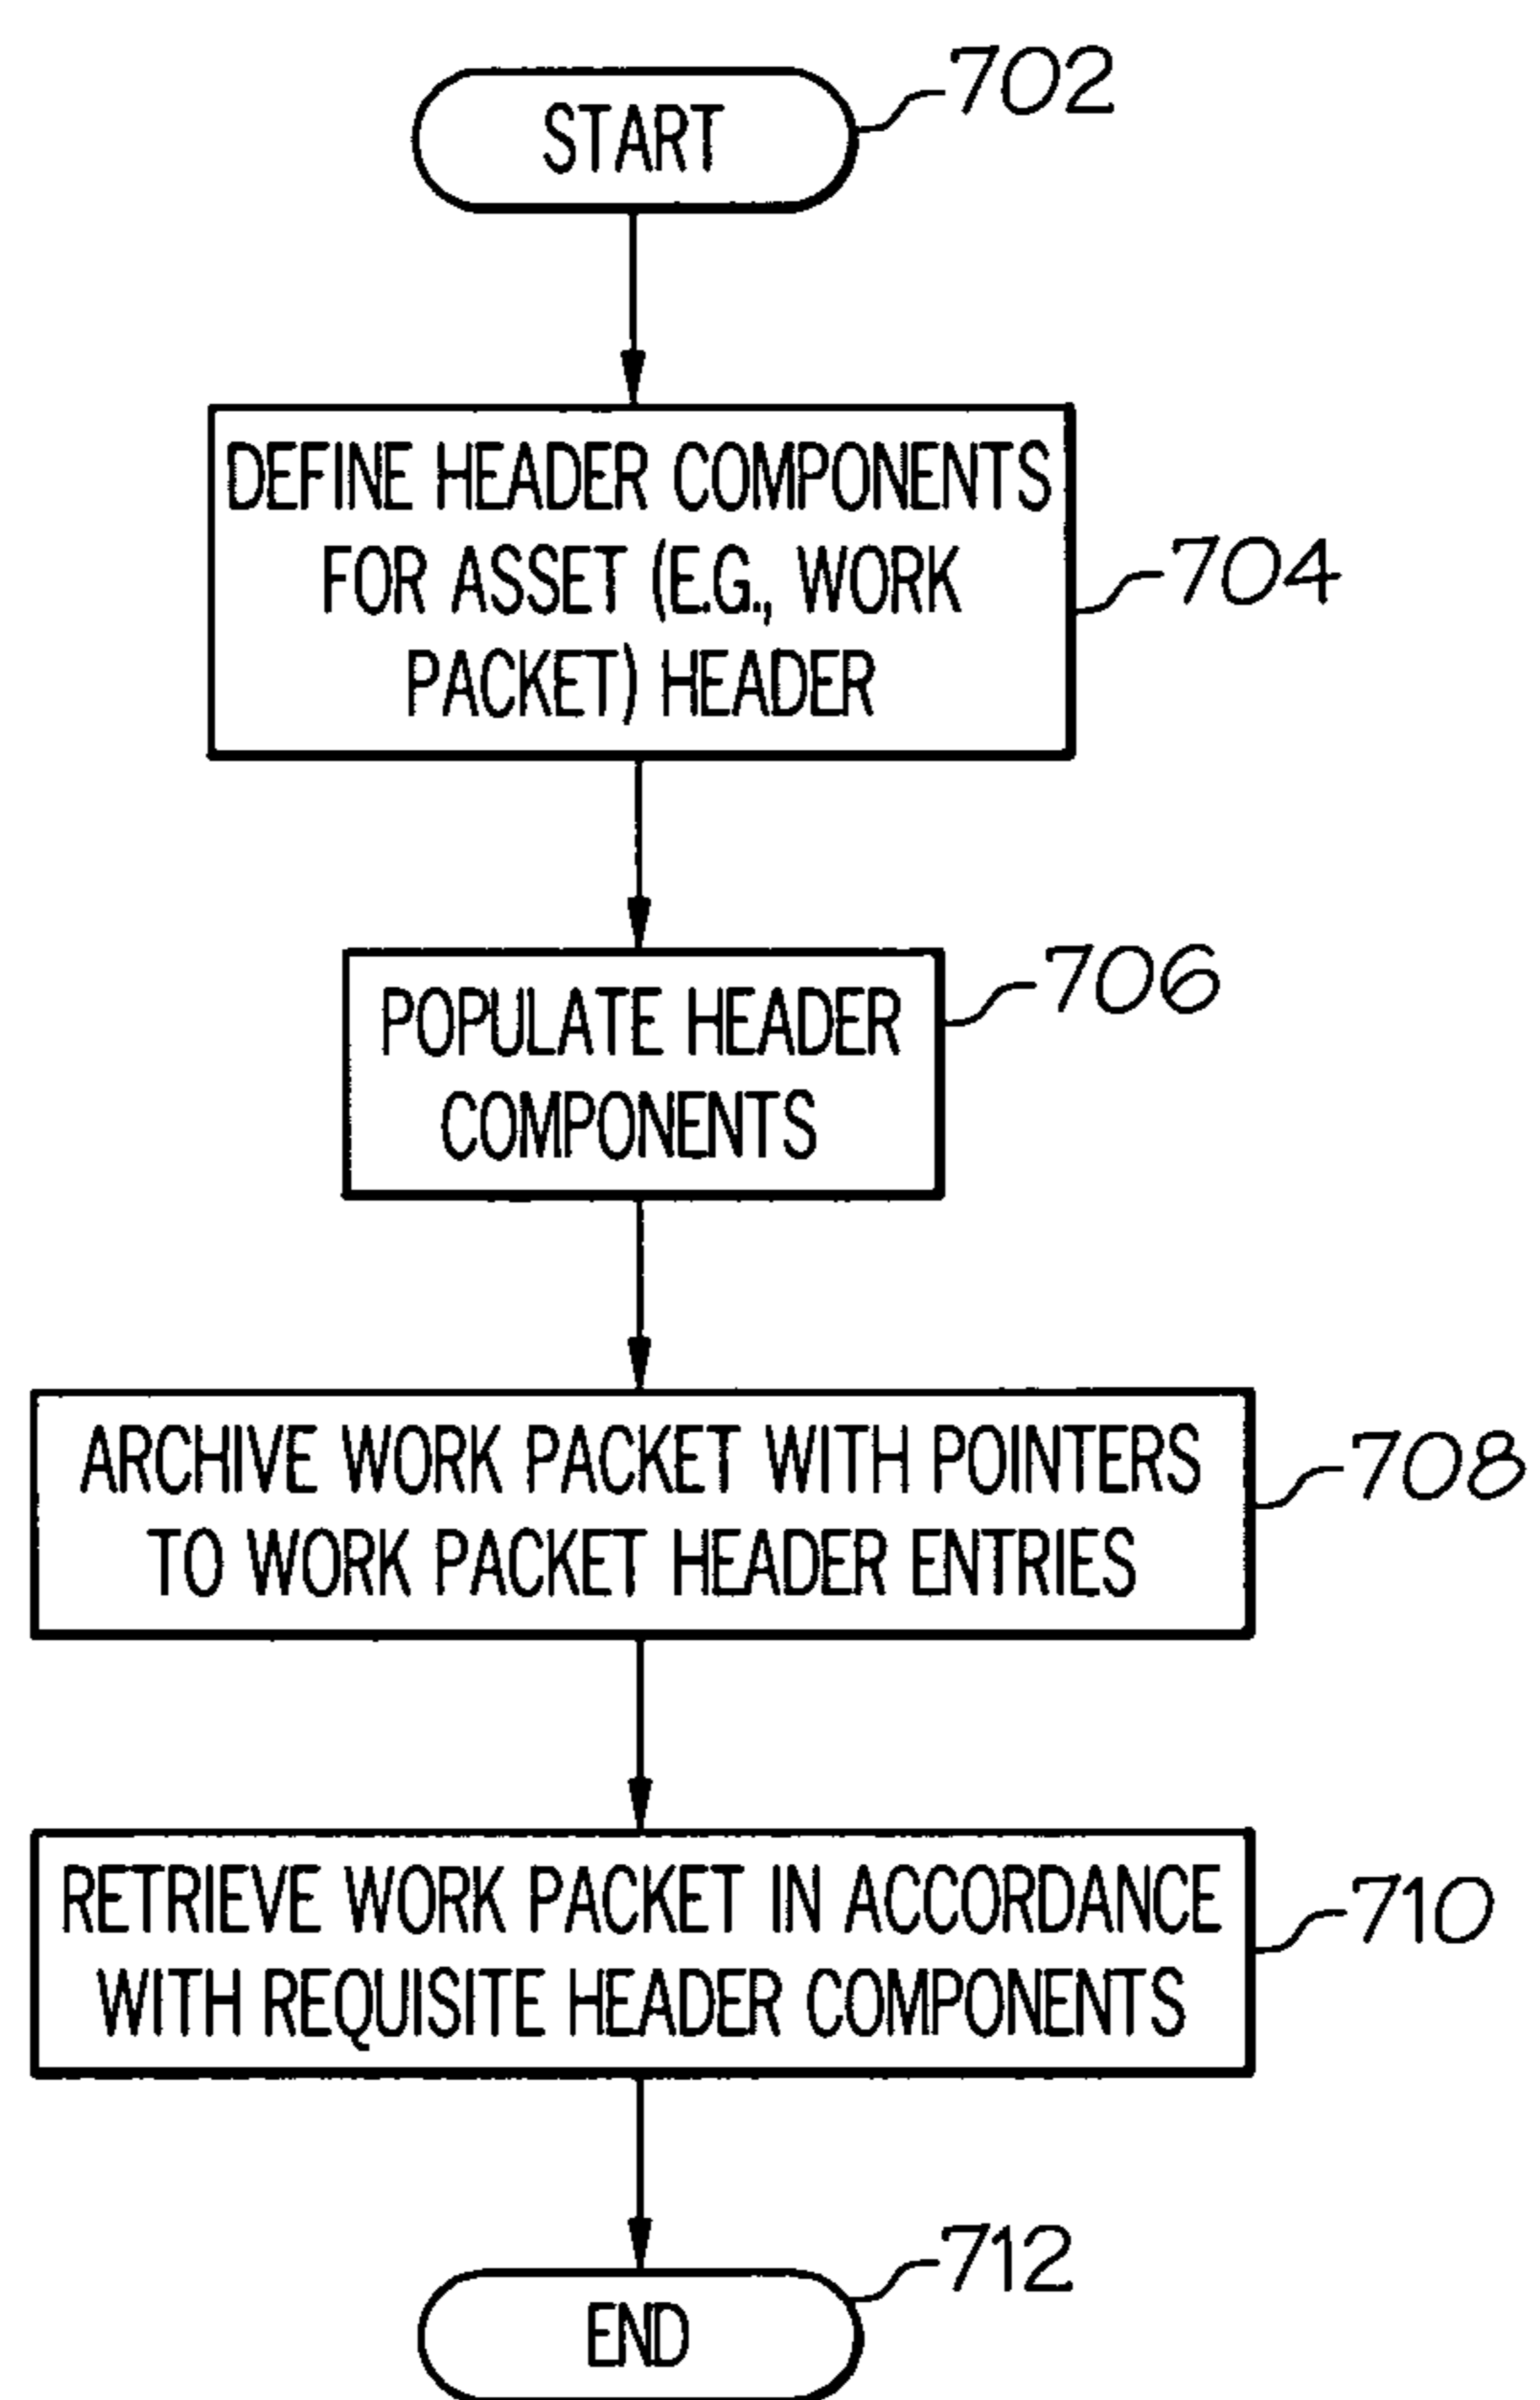 START
702
DEFINE HEADER COMPONENTS
FOR ASSET (E.G., WORK
PACKET) HEADER
704
POPULATE HEADER
COMPONENTS
706
ARCHIVE WORK PACKET WITH POINTERS
TO WORK PACKET HEADER ENTRIES
708
RETRIEVE WORK PACKET IN ACCORDANCE
WITH REQUISITE HEADER COMPONENTS
710
END
712